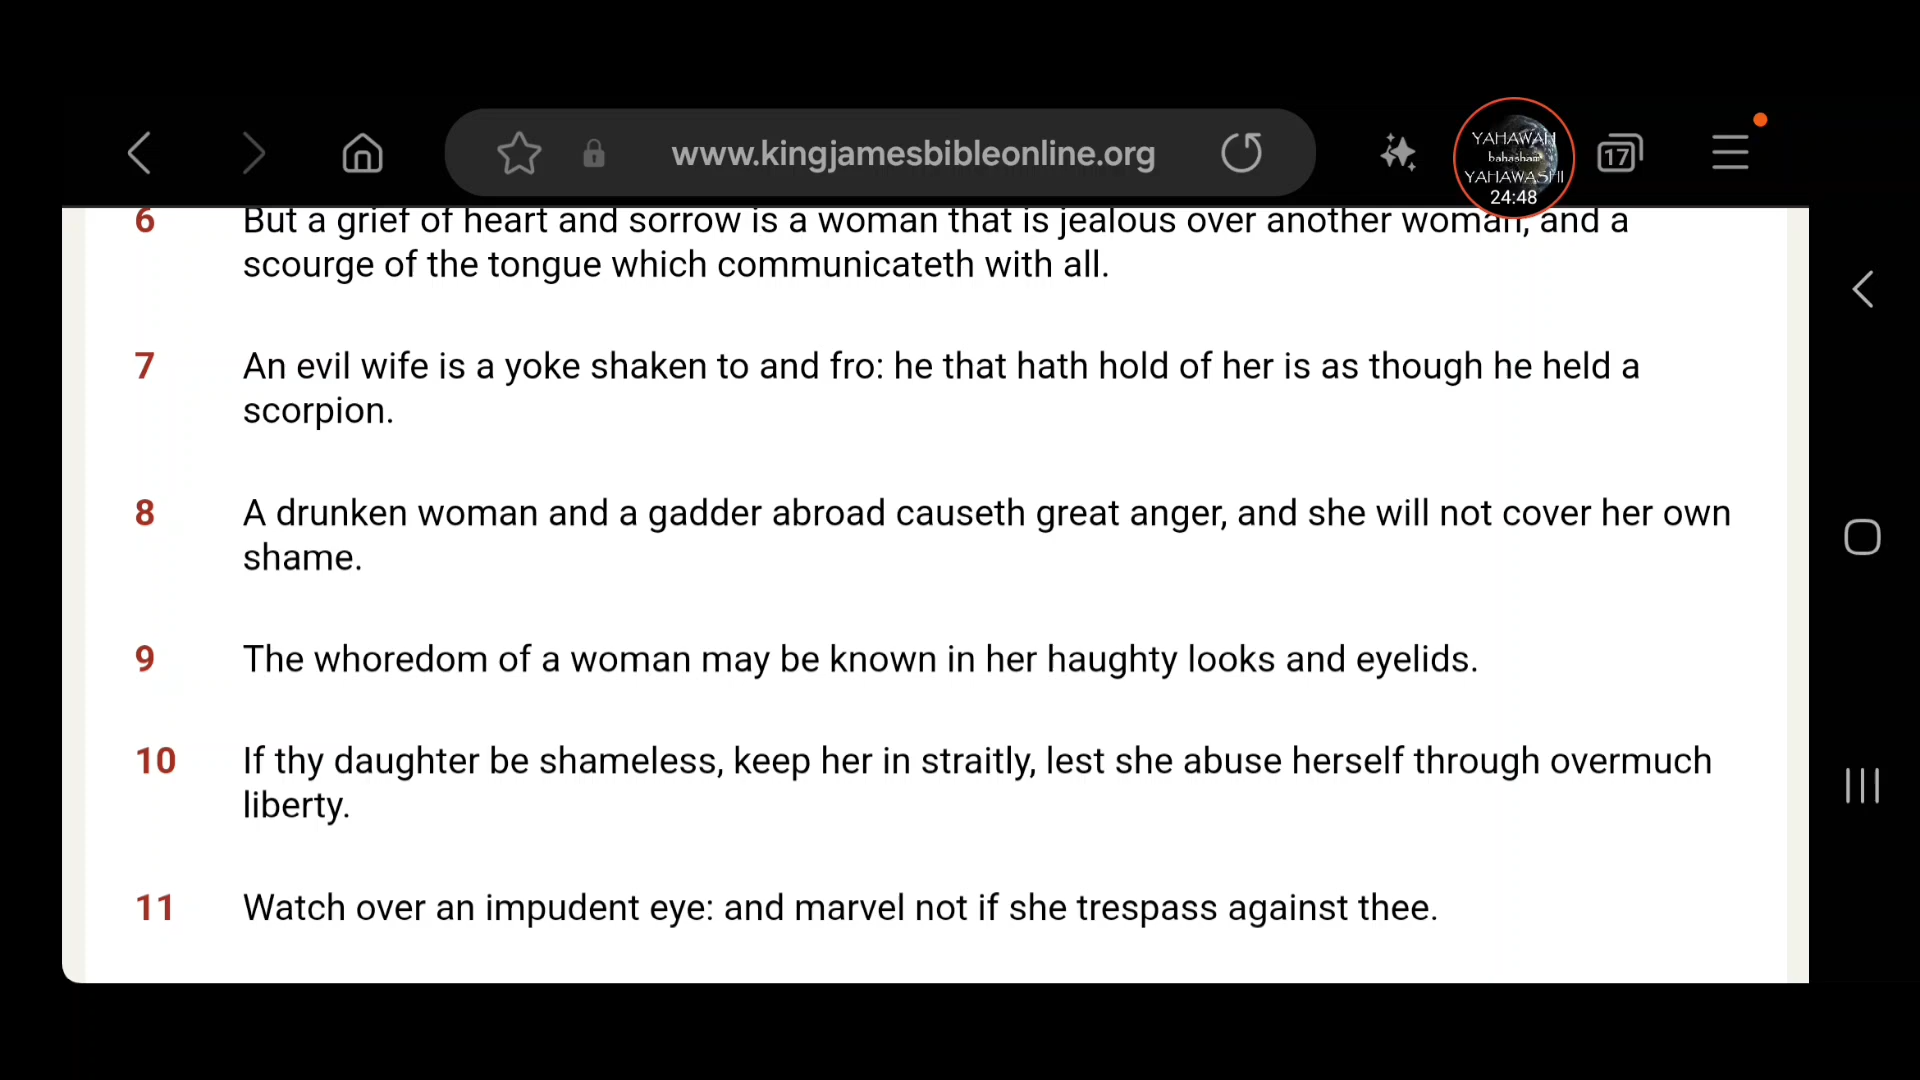 www.kingjamesbibleonline.org
YAHAWAH
bahasham
YAHAWASHI
24:48
17
6 But a grief of heart and sorrow is a woman that is jealous over another woman, and a
scourge of the tongue which communicateth with all.
7 An evil wife is a yoke shaken to and fro: he that hath hold of her is as though he held a
scorpion.
8 A drunken woman and a gadder abroad causeth great anger, and she will not cover her own
shame.
9 The whoredom of a woman may be known in her haughty looks and eyelids.
10 If thy daughter be shameless, keep her in straitly, lest she abuse herself through overmuch
liberty.
11 Watch over an impudent eye: and marvel not if she trespass against thee.